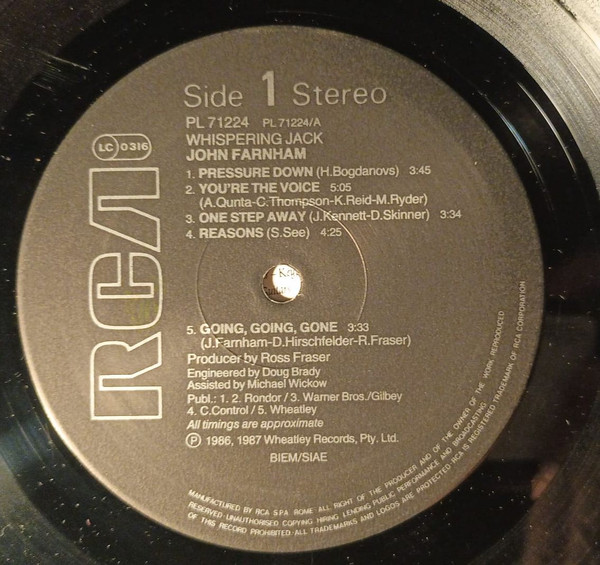 Side 1 Stereo
PL 71224 PL 71224/A
WHISPERING JACK
JOHN FARNHAM
LC 0316
RCA
1. PRESSURE DOWN (H.Bogdanovs) 3:45
2. YOU'RE THE VOICE 5:05
(A.Qunta-C.Thompson-K.Reid-M.Ryder)
3. ONE STEP AWAY (J.Kennett-D.Skinner) 3:34
4. REASONS (S.See) 4:25
5. GOING, GOING, GONE 3:33
(J.Farnham-D.Hirschfelder-R.Fraser)
Producer by Ross Fraser
Engineered by Doug Brady
Assisted by Michael Wickow
Publ.: 1. 2. Rondor / 3. Warner Bros./Gilbey
4. C.Control / 5. Wheatley
All timings are approximate
Ⓟ 1986, 1987 Wheatley Records, Pty. Ltd.
BIEM/SIAE
MANUFACTURED BY RCA S.P.A. ROME ALL RIGHT OF THE PRODUCER AND OF THE OWNER OF THE WORK REPRODUCED
RESERVED-UNAUTHORISED COPYING HIRING LENDING PUBLIC PERFORMANCE AND BROADCASTING
OF THIS RECORD PROHIBITED-ALL TRADEMARKS AND LOGOS ARE PROTECTED RCA IS REGISTERED TRADEMARK OF RCA CORPORATION